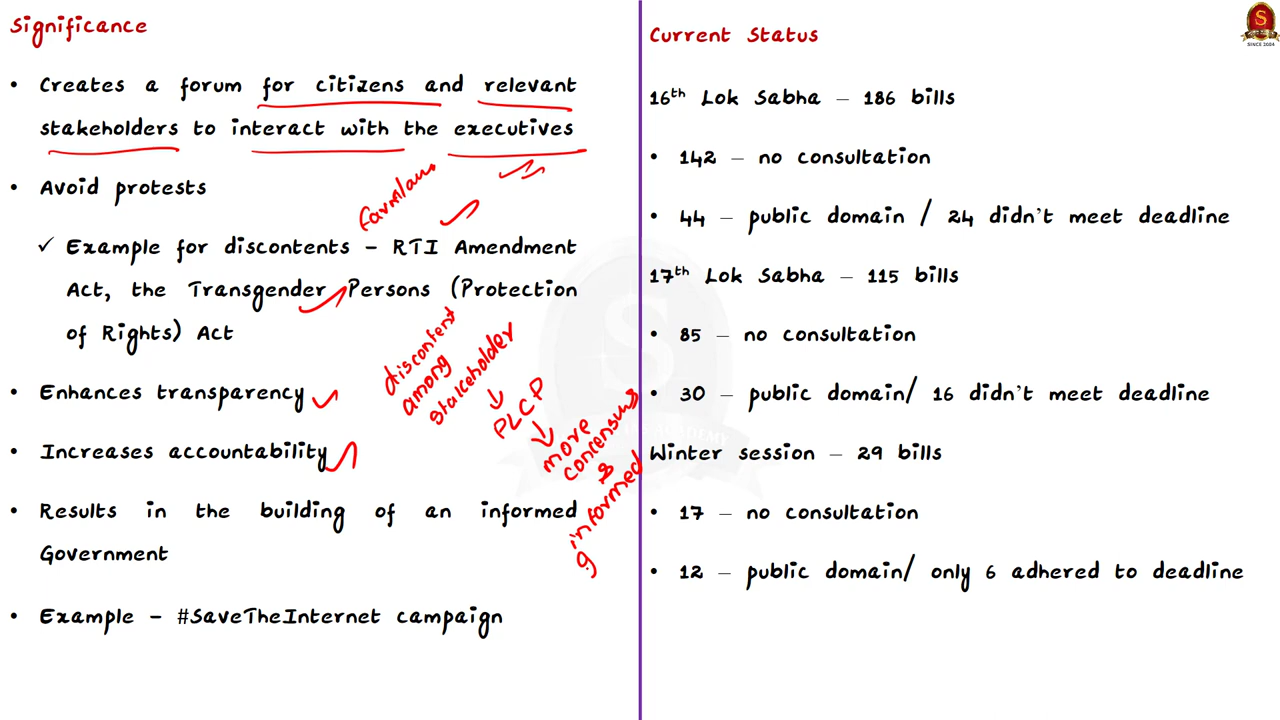 Significance
• Creates a forum for citizens and relevant
stakeholders to interact with the executives
• Avoid protests
farmlaws
✓ Example for discontents – RTI Amendment
Act, the Transgender Persons (Protection
of Rights) Act
discontent
among
stakeholder
↓
PLCP
↓
more
concensus
&
informed
g
• Enhances transparency
• Increases accountability
• Results in the building of an informed
Government
• Example – #SaveTheInternet campaign
Current Status
16th Lok Sabha – 186 bills
• 142 – no consultation
• 44 – public domain / 24 didn't meet deadline
17th Lok Sabha – 115 bills
• 85 – no consultation
• 30 – public domain/ 16 didn't meet deadline
Winter session – 29 bills
• 17 – no consultation
• 12 – public domain/ only 6 adhered to deadline
S
SINCE 2004